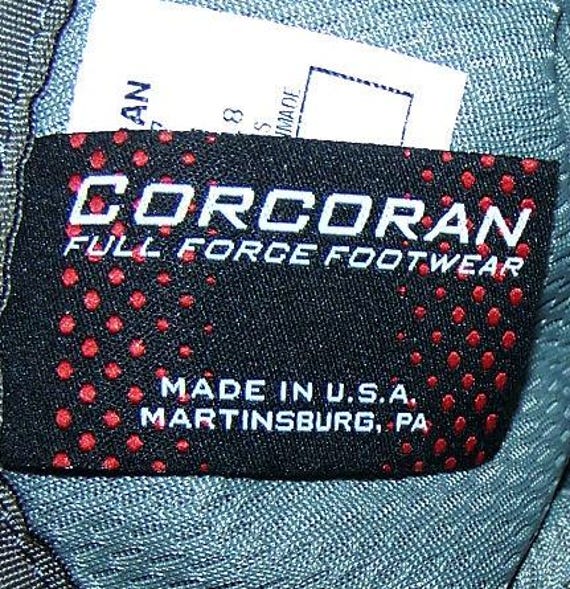 CORCORAN
FULL FORCE FOOTWEAR
MADE IN U.S.A.
MARTINSBURG, PA